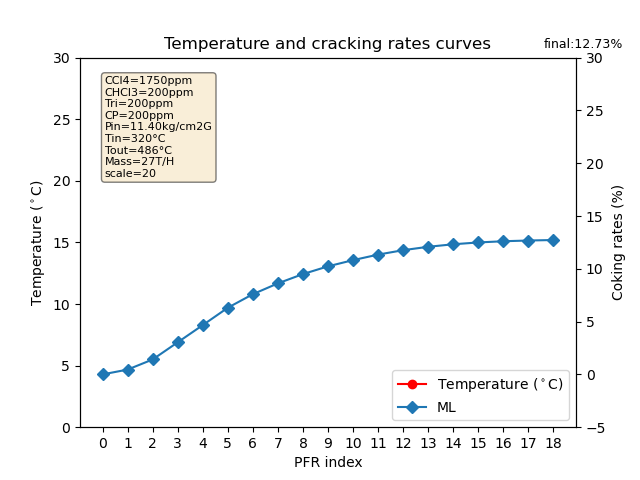 Temperature and cracking rates curves
final:12.73%
CCl4=1750ppm
CHCl3=200ppm
Tri=200ppm
CP=200ppm
Pin=11.40kg/cm2G
Tin=320°C
Tout=486°C
Mass=27T/H
scale=20
30
25
20
15
10
5
0
Temperature (°C)
30
25
20
15
10
5
0
−5
Coking rates (%)
Temperature (°C)
ML
0 1 2 3 4 5 6 7 8 9 10 11 12 13 14 15 16 17 18
PFR index